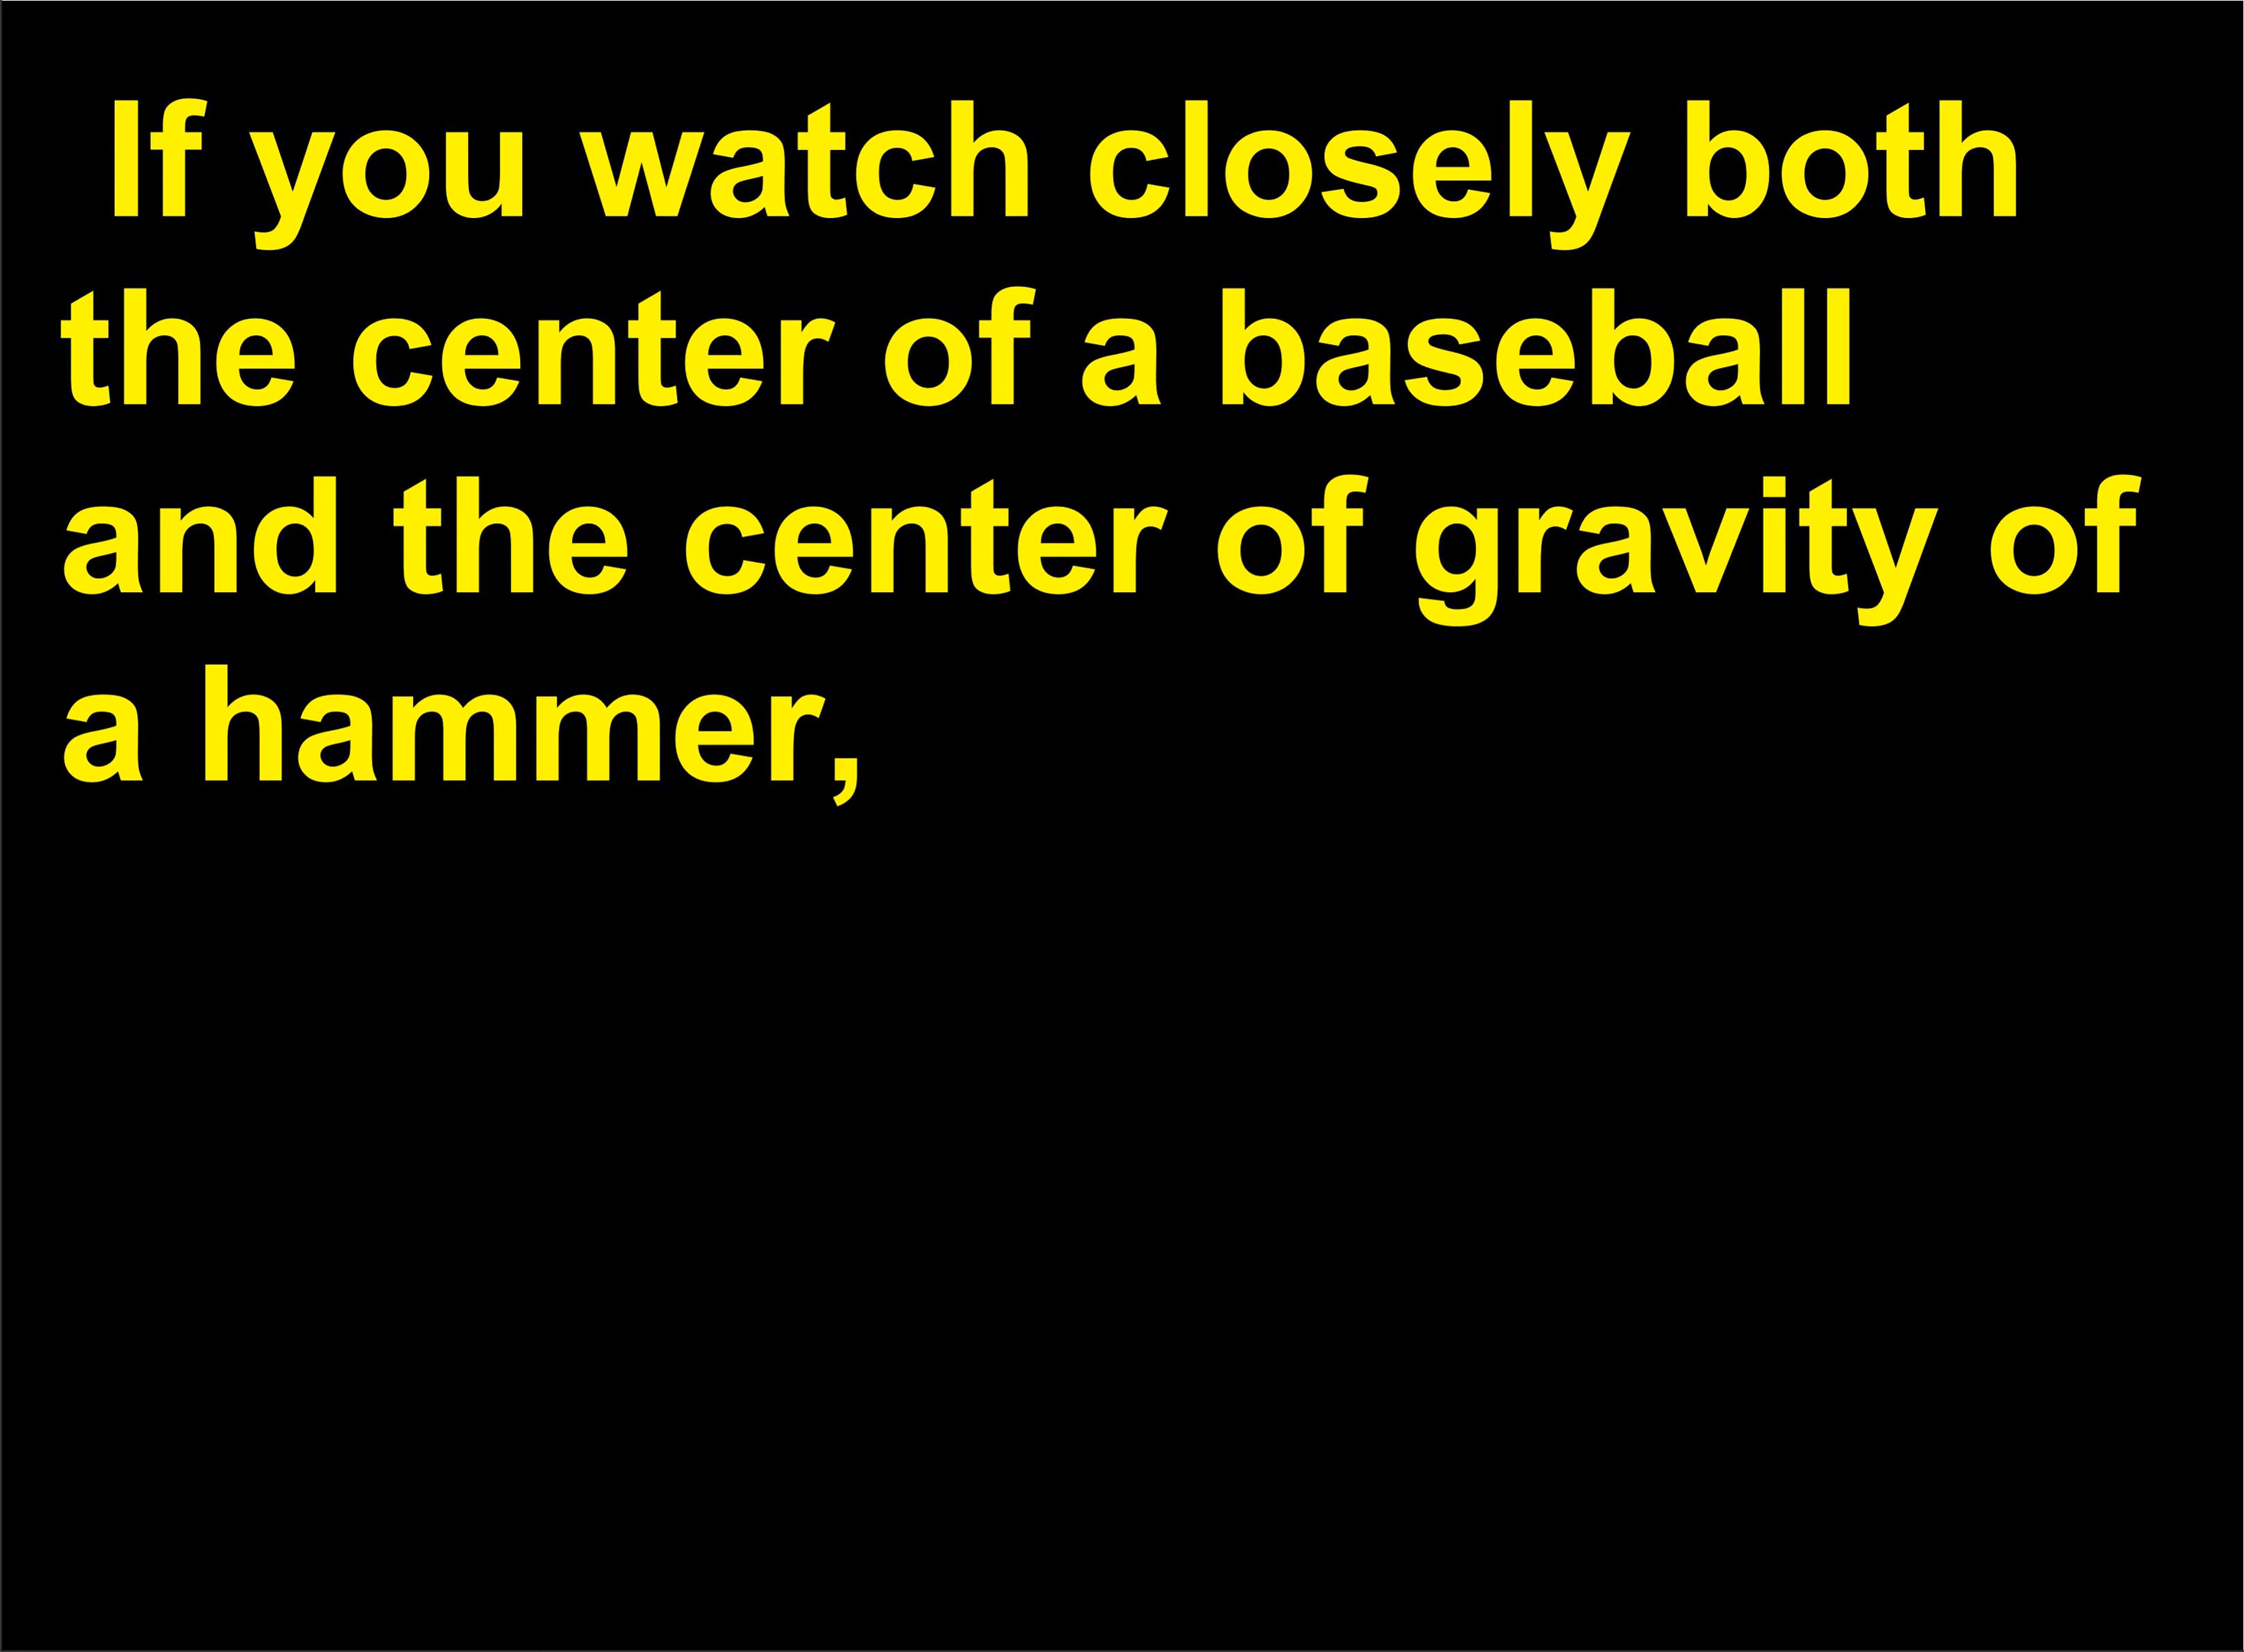 If you watch closely both
the center of a baseball
and the center of gravity of
a hammer,